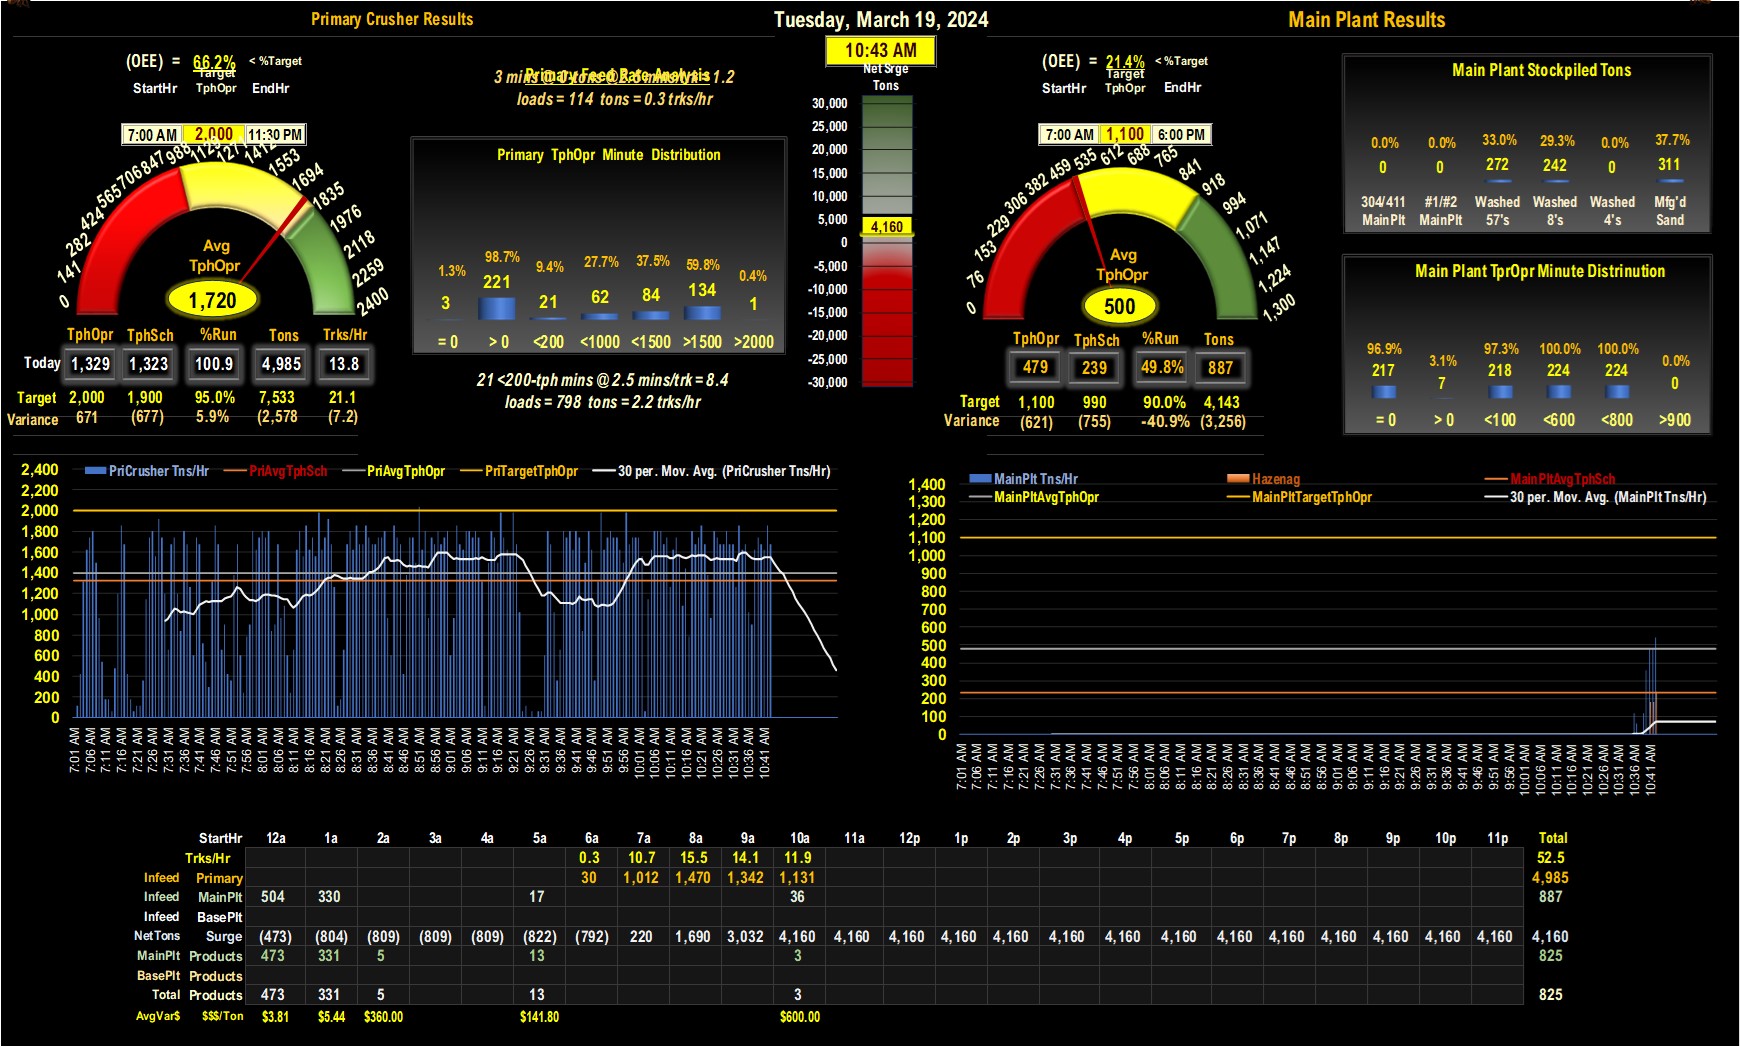 Primary Crusher Results
Tuesday, March 19, 2024
Main Plant Results
10:43 AM
(OEE) = 66.2% < %Target
Target
StartHr TphOpr EndHr
7:00 AM 2,000 11:30 PM
0 141 282 424 565 706 847 988 1129 1271 1412 1553 1694 1835 1976 2118 2259 2400
Avg
TphOpr
1,720
TphOpr TphSch %Run Tons Trks/Hr
Today 1,329 1,323 100.9 4,985 13.8
Target 2,000 1,900 95.0% 7,533 21.1
Variance 671 (677) 5.9% (2,578 (7.2)
Primary Feed Rate Analysis
3 mins @ 0 tons @ 2.5 mins/trk = 1.2
loads = 114 tons = 0.3 trks/hr
Primary TphOpr Minute Distribution
1.3% 98.7% 9.4% 27.7% 37.5% 59.8% 0.4%
3 221 21 62 84 134 1
= 0 > 0 <200 <1000 <1500 >1500 >2000
21 <200-tph mins @ 2.5 mins/trk = 8.4
loads = 798 tons = 2.2 trks/hr
Net Srge
Tons
30,000
25,000
20,000
15,000
10,000
5,000
4,160
0
-5,000
-10,000
-15,000
-20,000
-25,000
-30,000
(OEE) = 21.4% < %Target
Target
StartHr TphOpr EndHr
7:00 AM 1,100 6:00 PM
0 76 153 229 306 382 459 535 612 688 765 841 918 994 1,071 1,147 1,224 1,300
Avg
TphOpr
500
TphOpr TphSch %Run Tons
479 239 49.8% 887
Target 1,100 990 90.0% 4,143
Variance (621) (755) -40.9% (3,256)
Main Plant Stockpiled Tons
0.0% 0.0% 33.0% 29.3% 0.0% 37.7%
0 0 272 242 0 311
304/411 #1/#2 Washed Washed Washed Mfg'd
MainPlt MainPlt 57's 8's 4's Sand
Main Plant TprOpr Minute Distrinution
96.9% 3.1% 97.3% 100.0% 100.0% 0.0%
217 7 218 224 224 0
= 0 > 0 <100 <600 <800 >900
PriCrusher Tns/Hr PriAvgTphSch PriAvgTphOpr PriTargetTphOpr 30 per. Mov. Avg. (PriCrusher Tns/Hr)
2,400
2,200
2,000
1,800
1,600
1,400
1,200
1,000
800
600
400
200
0
7:01 AM 7:06 AM 7:11 AM 7:16 AM 7:21 AM 7:26 AM 7:31 AM 7:36 AM 7:41 AM 7:46 AM 7:51 AM 7:56 AM 8:01 AM 8:06 AM 8:11 AM 8:16 AM 8:21 AM 8:26 AM 8:31 AM 8:36 AM 8:41 AM 8:46 AM 8:51 AM 8:56 AM 9:01 AM 9:06 AM 9:11 AM 9:16 AM 9:21 AM 9:26 AM 9:31 AM 9:36 AM 9:41 AM 9:46 AM 9:51 AM 9:56 AM 10:01 AM 10:06 AM 10:11 AM 10:16 AM 10:21 AM 10:26 AM 10:31 AM 10:36 AM 10:41 AM
MainPlt Tns/Hr Hazenag MainPltAvgTphSch
MainPltAvgTphOpr MainPltTargetTphOpr 30 per. Mov. Avg. (MainPlt Tns/Hr)
1,400
1,300
1,200
1,100
1,000
900
800
700
600
500
400
300
200
100
0
7:01 AM 7:06 AM 7:11 AM 7:16 AM 7:21 AM 7:26 AM 7:31 AM 7:36 AM 7:41 AM 7:46 AM 7:51 AM 7:56 AM 8:01 AM 8:06 AM 8:11 AM 8:16 AM 8:21 AM 8:26 AM 8:31 AM 8:36 AM 8:41 AM 8:46 AM 8:51 AM 8:56 AM 9:01 AM 9:06 AM 9:11 AM 9:16 AM 9:21 AM 9:26 AM 9:31 AM 9:36 AM 9:41 AM 9:46 AM 9:51 AM 9:56 AM 10:01 AM 10:06 AM 10:11 AM 10:16 AM 10:21 AM 10:26 AM 10:31 AM 10:36 AM 10:41 AM
StartHr 12a 1a 2a 3a 4a 5a 6a 7a 8a 9a 10a 11a 12p 1p 2p 3p 4p 5p 6p 7p 8p 9p 10p 11p Total
Trks/Hr 0.3 10.7 15.5 14.1 11.9 52.5
Infeed Primary 30 1,012 1,470 1,342 1,131 4,985
Infeed MainPlt 504 330 17 36 887
Infeed BasePlt
NetTons Surge (473) (804) (809) (809) (809) (822) (792) 220 1,690 3,032 4,160 4,160 4,160 4,160 4,160 4,160 4,160 4,160 4,160 4,160 4,160 4,160 4,160 4,160 4,160
MainPlt Products 473 331 5 13 3 825
BasePlt Products
Total Products 473 331 5 13 3 825
AvgVar$ $$$/Ton $3.81 $5.44 $360.00 $141.80 $600.00